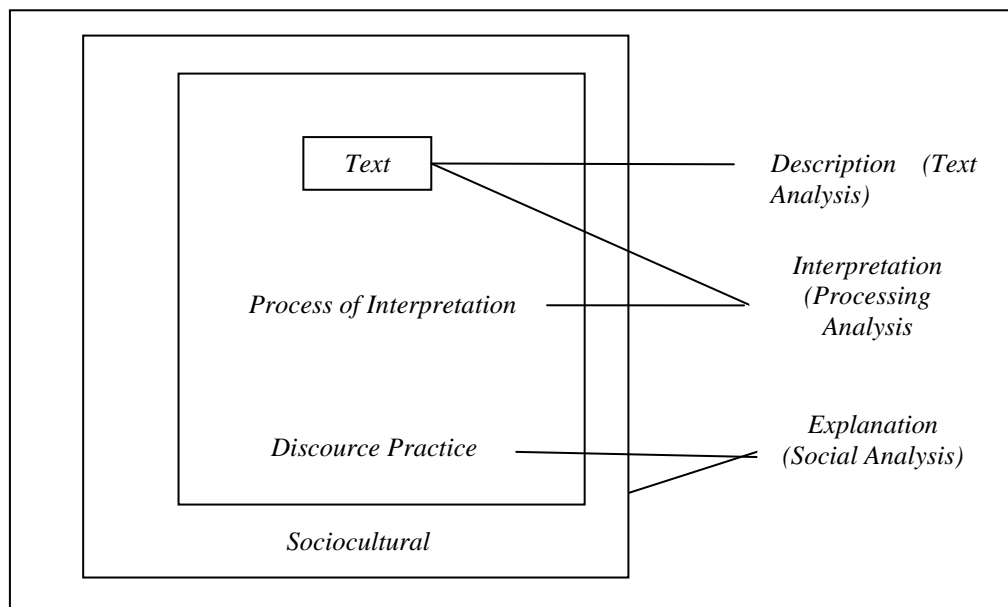 Text
Description (Text
Analysis)
Interpretation
(Processing
Analysis
Process of Interpretation
Discource Practice
Explanation
(Social Analysis)
Sociocultural